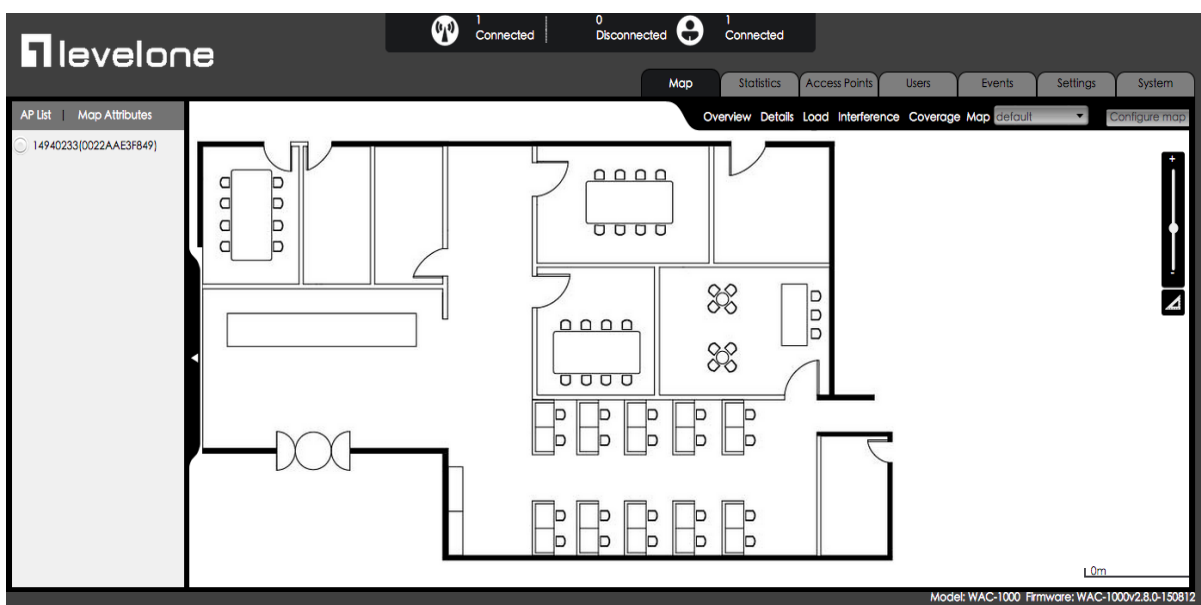 levelone
1 Connected
0 Disconnected
1 Connected
Map Statistics Access Points Users Events Settings System
AP List | Map Attributes
Overview Details Load Interference Coverage Map default Configure map
14940233(0022AAE3F849)
+
-
0m
Model: WAC-1000 Firmware: WAC-1000v2.8.0-150812